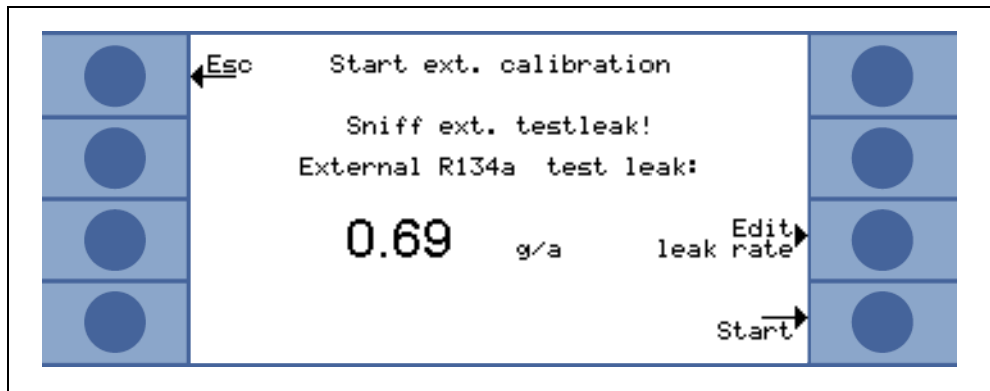 Esc
Start ext. calibration
Sniff ext. testleak!
External R134a test leak:
0.69 g/a
Edit
leak rate
Start